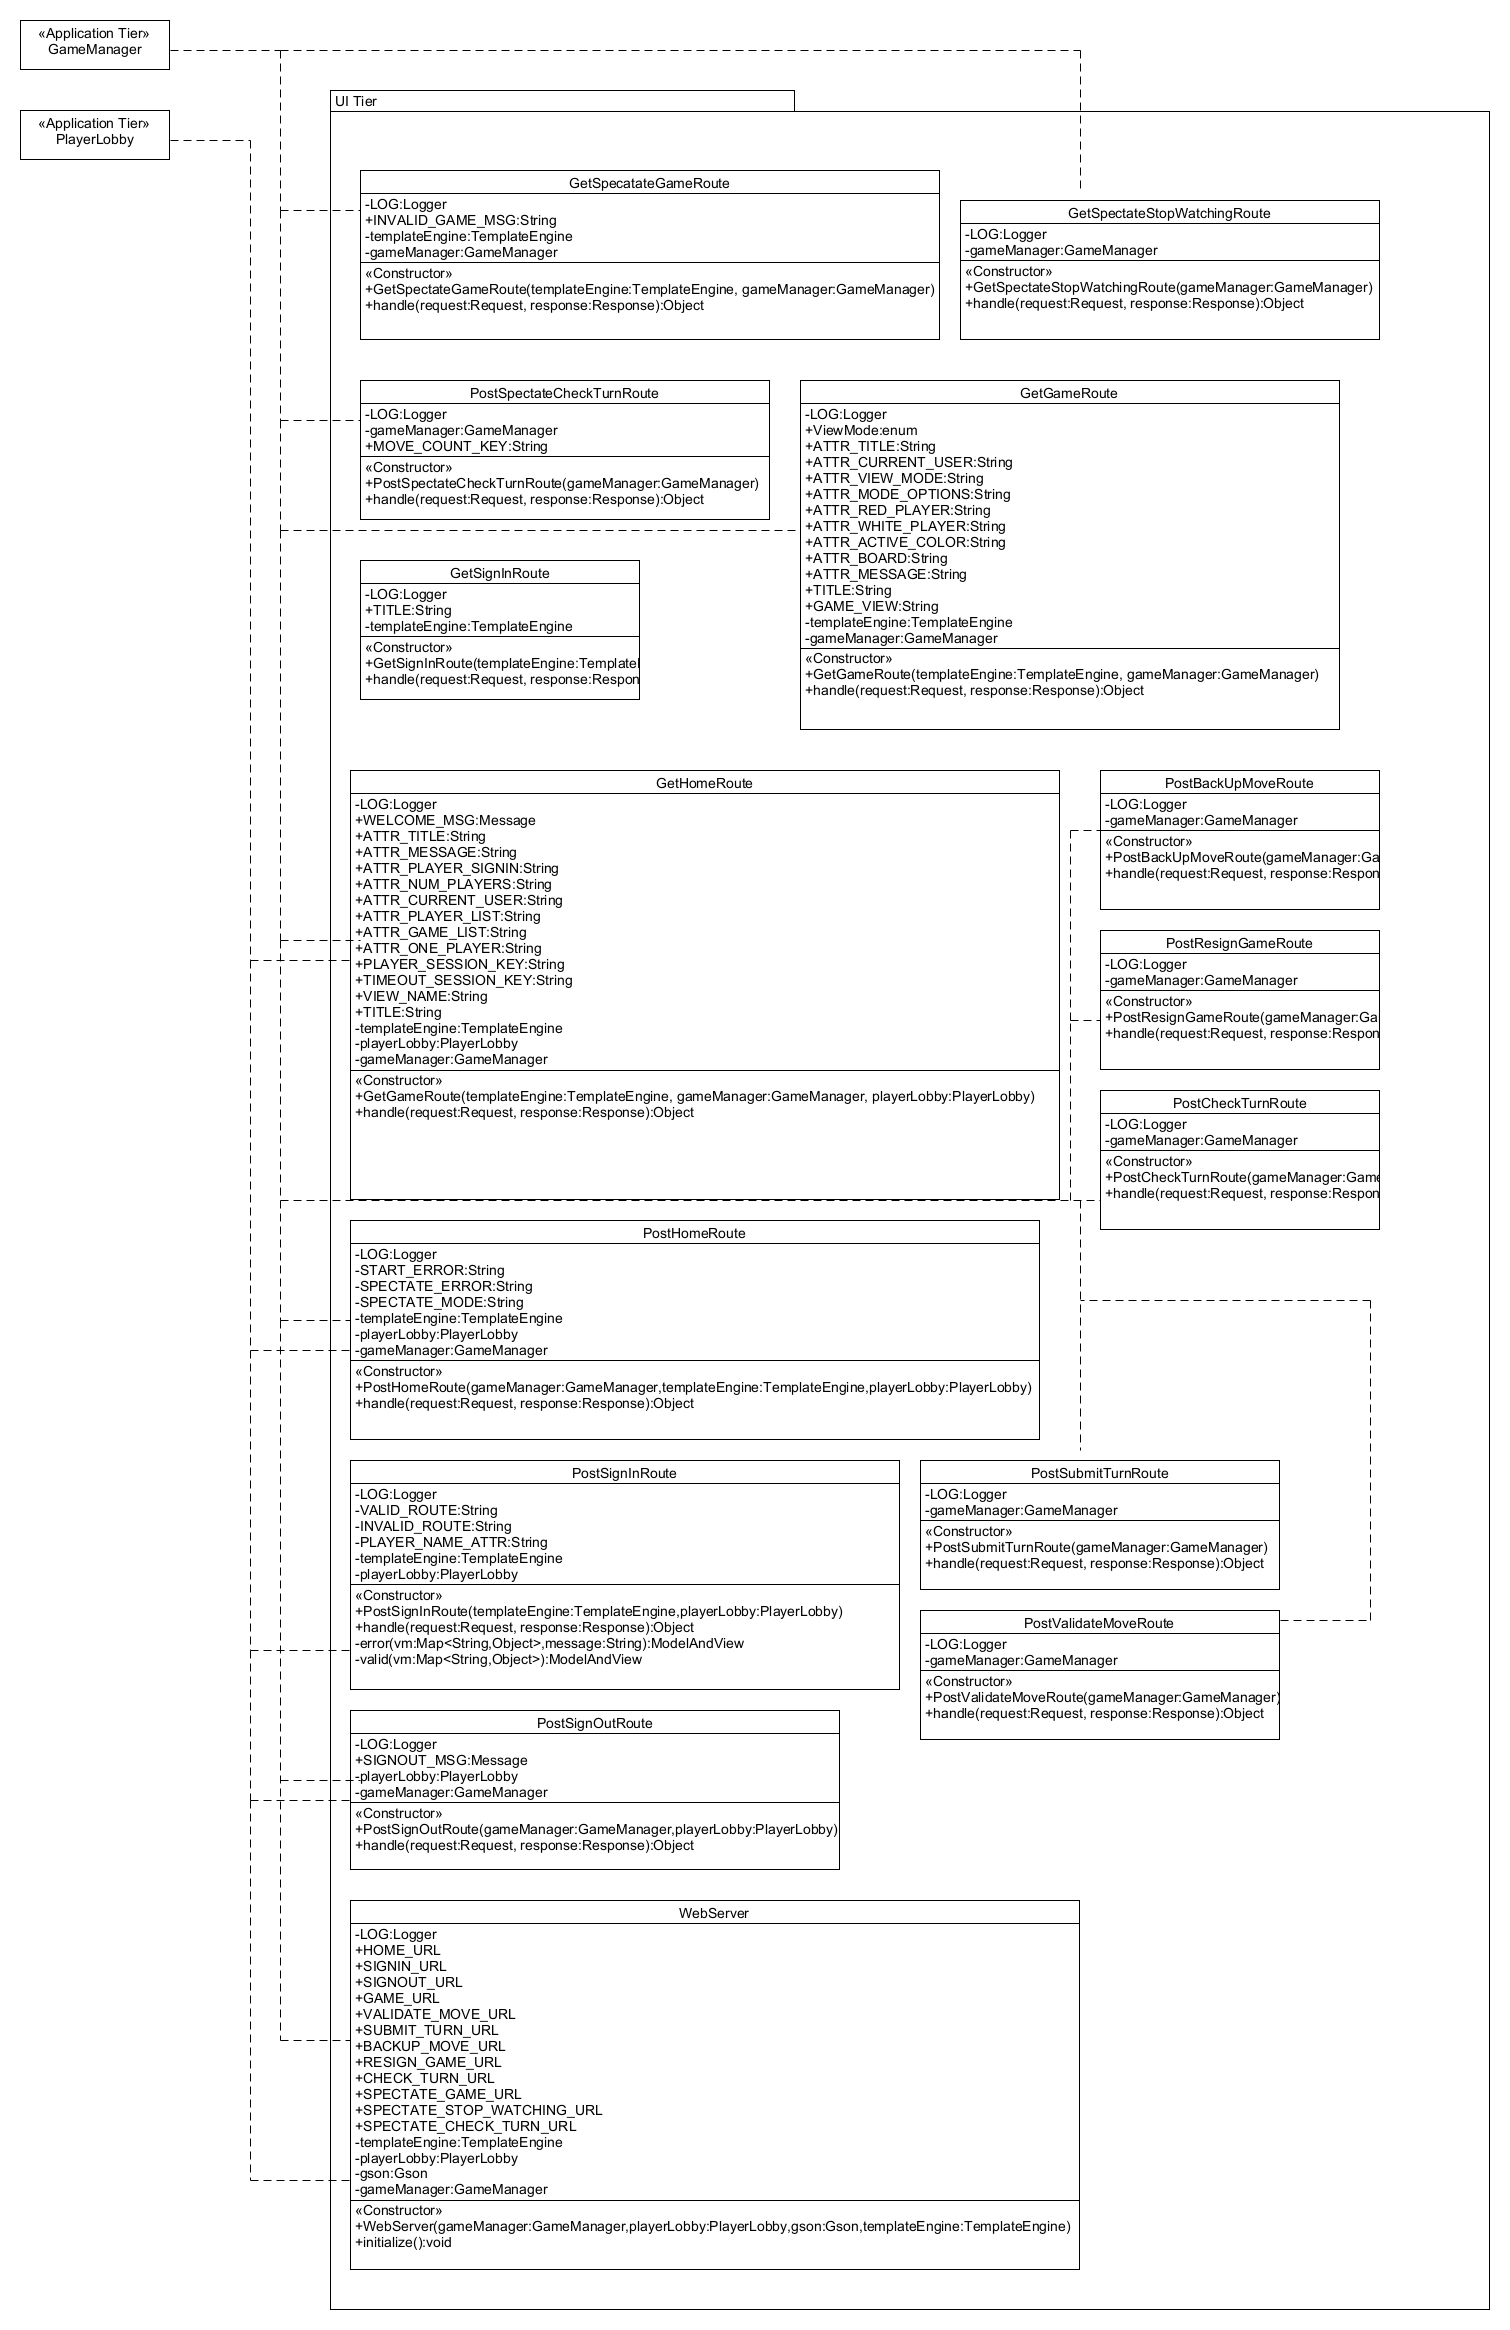 «Application Tier»
GameManager
«Application Tier»
PlayerLobby
UI Tier
GetSpecatateGameRoute
-LOG:Logger
+INVALID_GAME_MSG:String
-templateEngine:TemplateEngine
-gameManager:GameManager
«Constructor»
+GetSpectateGameRoute(templateEngine:TemplateEngine, gameManager:GameManager)
+handle(request:Request, response:Response):Object
GetSpectateStopWatchingRoute
-LOG:Logger
-gameManager:GameManager
«Constructor»
+GetSpectateStopWatchingRoute(gameManager:GameManager)
+handle(request:Request, response:Response):Object
PostSpectateCheckTurnRoute
-LOG:Logger
-gameManager:GameManager
+MOVE_COUNT_KEY:String
«Constructor»
+PostSpectateCheckTurnRoute(gameManager:GameManager)
+handle(request:Request, response:Response):Object
GetGameRoute
-LOG:Logger
+ViewMode:enum
+ATTR_TITLE:String
+ATTR_CURRENT_USER:String
+ATTR_VIEW_MODE:String
+ATTR_MODE_OPTIONS:String
+ATTR_RED_PLAYER:String
+ATTR_WHITE_PLAYER:String
+ATTR_ACTIVE_COLOR:String
+ATTR_BOARD:String
+ATTR_MESSAGE:String
+TITLE:String
+GAME_VIEW:String
-templateEngine:TemplateEngine
-gameManager:GameManager
«Constructor»
+GetGameRoute(templateEngine:TemplateEngine, gameManager:GameManager)
+handle(request:Request, response:Response):Object
GetSignInRoute
-LOG:Logger
+TITLE:String
-templateEngine:TemplateEngine
«Constructor»
+GetSignInRoute(templateEngine:Template
+handle(request:Request, response:Respon
GetHomeRoute
-LOG:Logger
+WELCOME_MSG:Message
+ATTR_TITLE:String
+ATTR_MESSAGE:String
+ATTR_PLAYER_SIGNIN:String
+ATTR_NUM_PLAYERS:String
+ATTR_CURRENT_USER:String
+ATTR_PLAYER_LIST:String
+ATTR_GAME_LIST:String
+ATTR_ONE_PLAYER:String
+PLAYER_SESSION_KEY:String
+TIMEOUT_SESSION_KEY:String
+VIEW_NAME:String
+TITLE:String
-templateEngine:TemplateEngine
-playerLobby:PlayerLobby
-gameManager:GameManager
«Constructor»
+GetGameRoute(templateEngine:TemplateEngine, gameManager:GameManager, playerLobby:PlayerLobby)
+handle(request:Request, response:Response):Object
PostBackUpMoveRoute
-LOG:Logger
-gameManager:GameManager
«Constructor»
+PostBackUpMoveRoute(gameManager:Ga
+handle(request:Request, response:Respon
PostResignGameRoute
-LOG:Logger
-gameManager:GameManager
«Constructor»
+PostResignGameRoute(gameManager:Ga
+handle(request:Request, response:Respon
PostCheckTurnRoute
-LOG:Logger
-gameManager:GameManager
«Constructor»
+PostCheckTurnRoute(gameManager:Game
+handle(request:Request, response:Respon
PostHomeRoute
-LOG:Logger
-START_ERROR:String
-SPECTATE_ERROR:String
-SPECTATE_MODE:String
-templateEngine:TemplateEngine
-playerLobby:PlayerLobby
-gameManager:GameManager
«Constructor»
+PostHomeRoute(gameManager:GameManager,templateEngine:TemplateEngine,playerLobby:PlayerLobby)
+handle(request:Request, response:Response):Object
PostSignInRoute
-LOG:Logger
-VALID_ROUTE:String
-INVALID_ROUTE:String
-PLAYER_NAME_ATTR:String
-templateEngine:TemplateEngine
-playerLobby:PlayerLobby
«Constructor»
+PostSignInRoute(templateEngine:TemplateEngine,playerLobby:PlayerLobby)
+handle(request:Request, response:Response):Object
-error(vm:Map<String,Object>,message:String):ModelAndView
-valid(vm:Map<String,Object>):ModelAndView
PostSubmitTurnRoute
-LOG:Logger
-gameManager:GameManager
«Constructor»
+PostSubmitTurnRoute(gameManager:GameManager)
+handle(request:Request, response:Response):Object
PostValidateMoveRoute
-LOG:Logger
-gameManager:GameManager
«Constructor»
+PostValidateMoveRoute(gameManager:GameManager)
+handle(request:Request, response:Response):Object
PostSignOutRoute
-LOG:Logger
+SIGNOUT_MSG:Message
-playerLobby:PlayerLobby
-gameManager:GameManager
«Constructor»
+PostSignOutRoute(gameManager:GameManager,playerLobby:PlayerLobby)
+handle(request:Request, response:Response):Object
WebServer
-LOG:Logger
+HOME_URL
+SIGNIN_URL
+SIGNOUT_URL
+GAME_URL
+VALIDATE_MOVE_URL
+SUBMIT_TURN_URL
+BACKUP_MOVE_URL
+RESIGN_GAME_URL
+CHECK_TURN_URL
+SPECTATE_GAME_URL
+SPECTATE_STOP_WATCHING_URL
+SPECTATE_CHECK_TURN_URL
-templateEngine:TemplateEngine
-playerLobby:PlayerLobby
-gson:Gson
-gameManager:GameManager
«Constructor»
+WebServer(gameManager:GameManager,playerLobby:PlayerLobby,gson:Gson,templateEngine:TemplateEngine)
+initialize():void